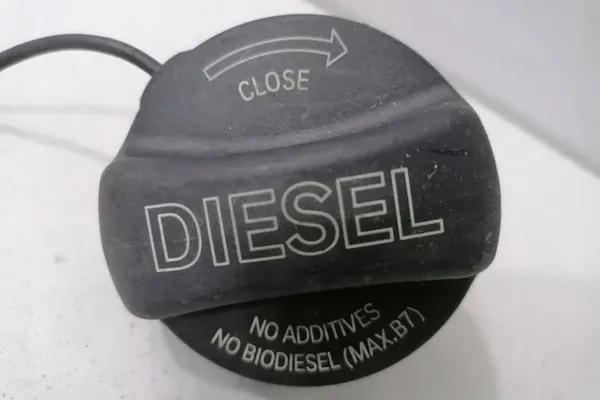 CLOSE
DIESEL
NO ADDITIVES
NO BIODIESEL (MAX.B7)